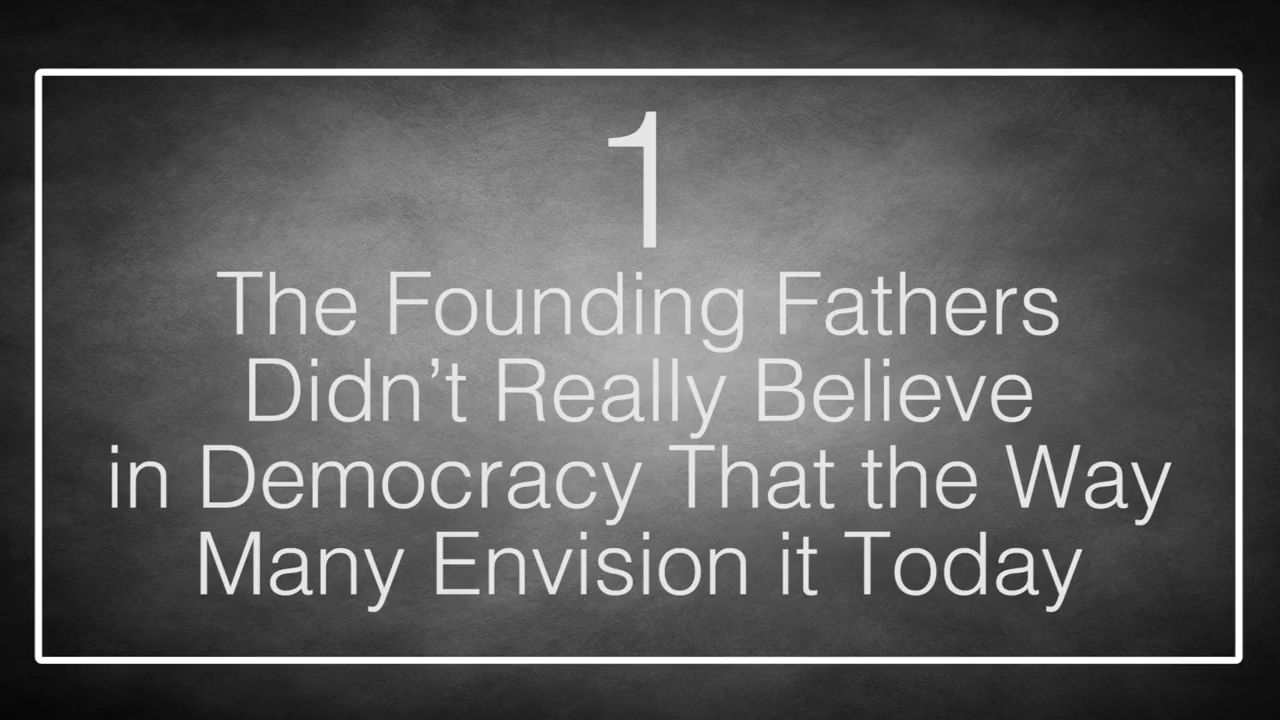 1
The Founding Fathers
Didn’t Really Believe
in Democracy That the Way
Many Envision it Today